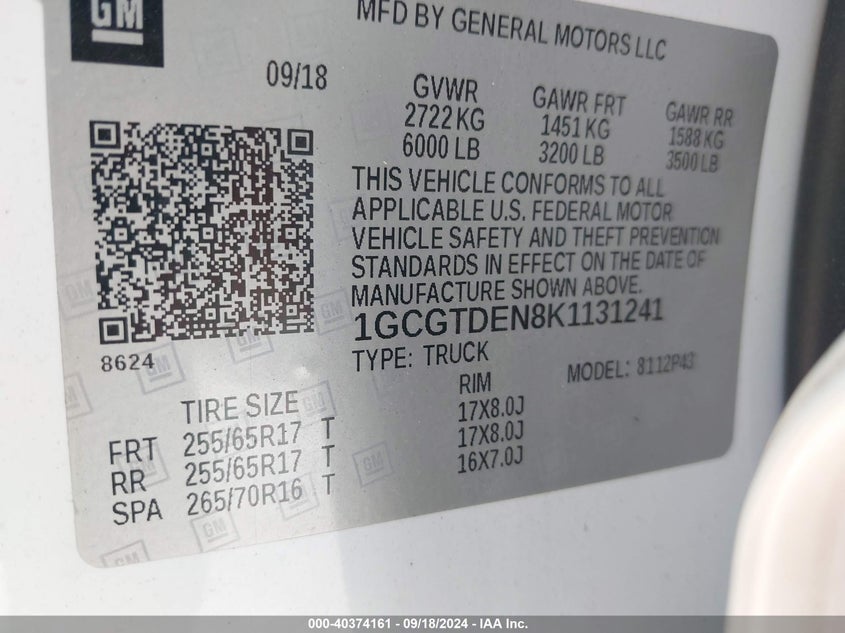 GM
MFD BY GENERAL MOTORS LLC
09/18
GVWR
2722 KG
6000 LB
GAWR FRT
1451 KG
3200 LB
GAWR RR
1588 KG
3500 LB
THIS VEHICLE CONFORMS TO ALL
APPLICABLE U.S. FEDERAL MOTOR
VEHICLE SAFETY AND THEFT PREVENTION
STANDARDS IN EFFECT ON THE DATE OF
MANUFACTURE SHOWN ABOVE.
1GCGTDEN8K1131241
8624
TYPE: TRUCK
MODEL: 8112P43
TIRE SIZE RIM
FRT 255/65R17 T 17X8.0J
RR 255/65R17 T 17X8.0J
SPA 265/70R16 T 16X7.0J
000-40374161 - 09/18/2024 - IAA Inc.